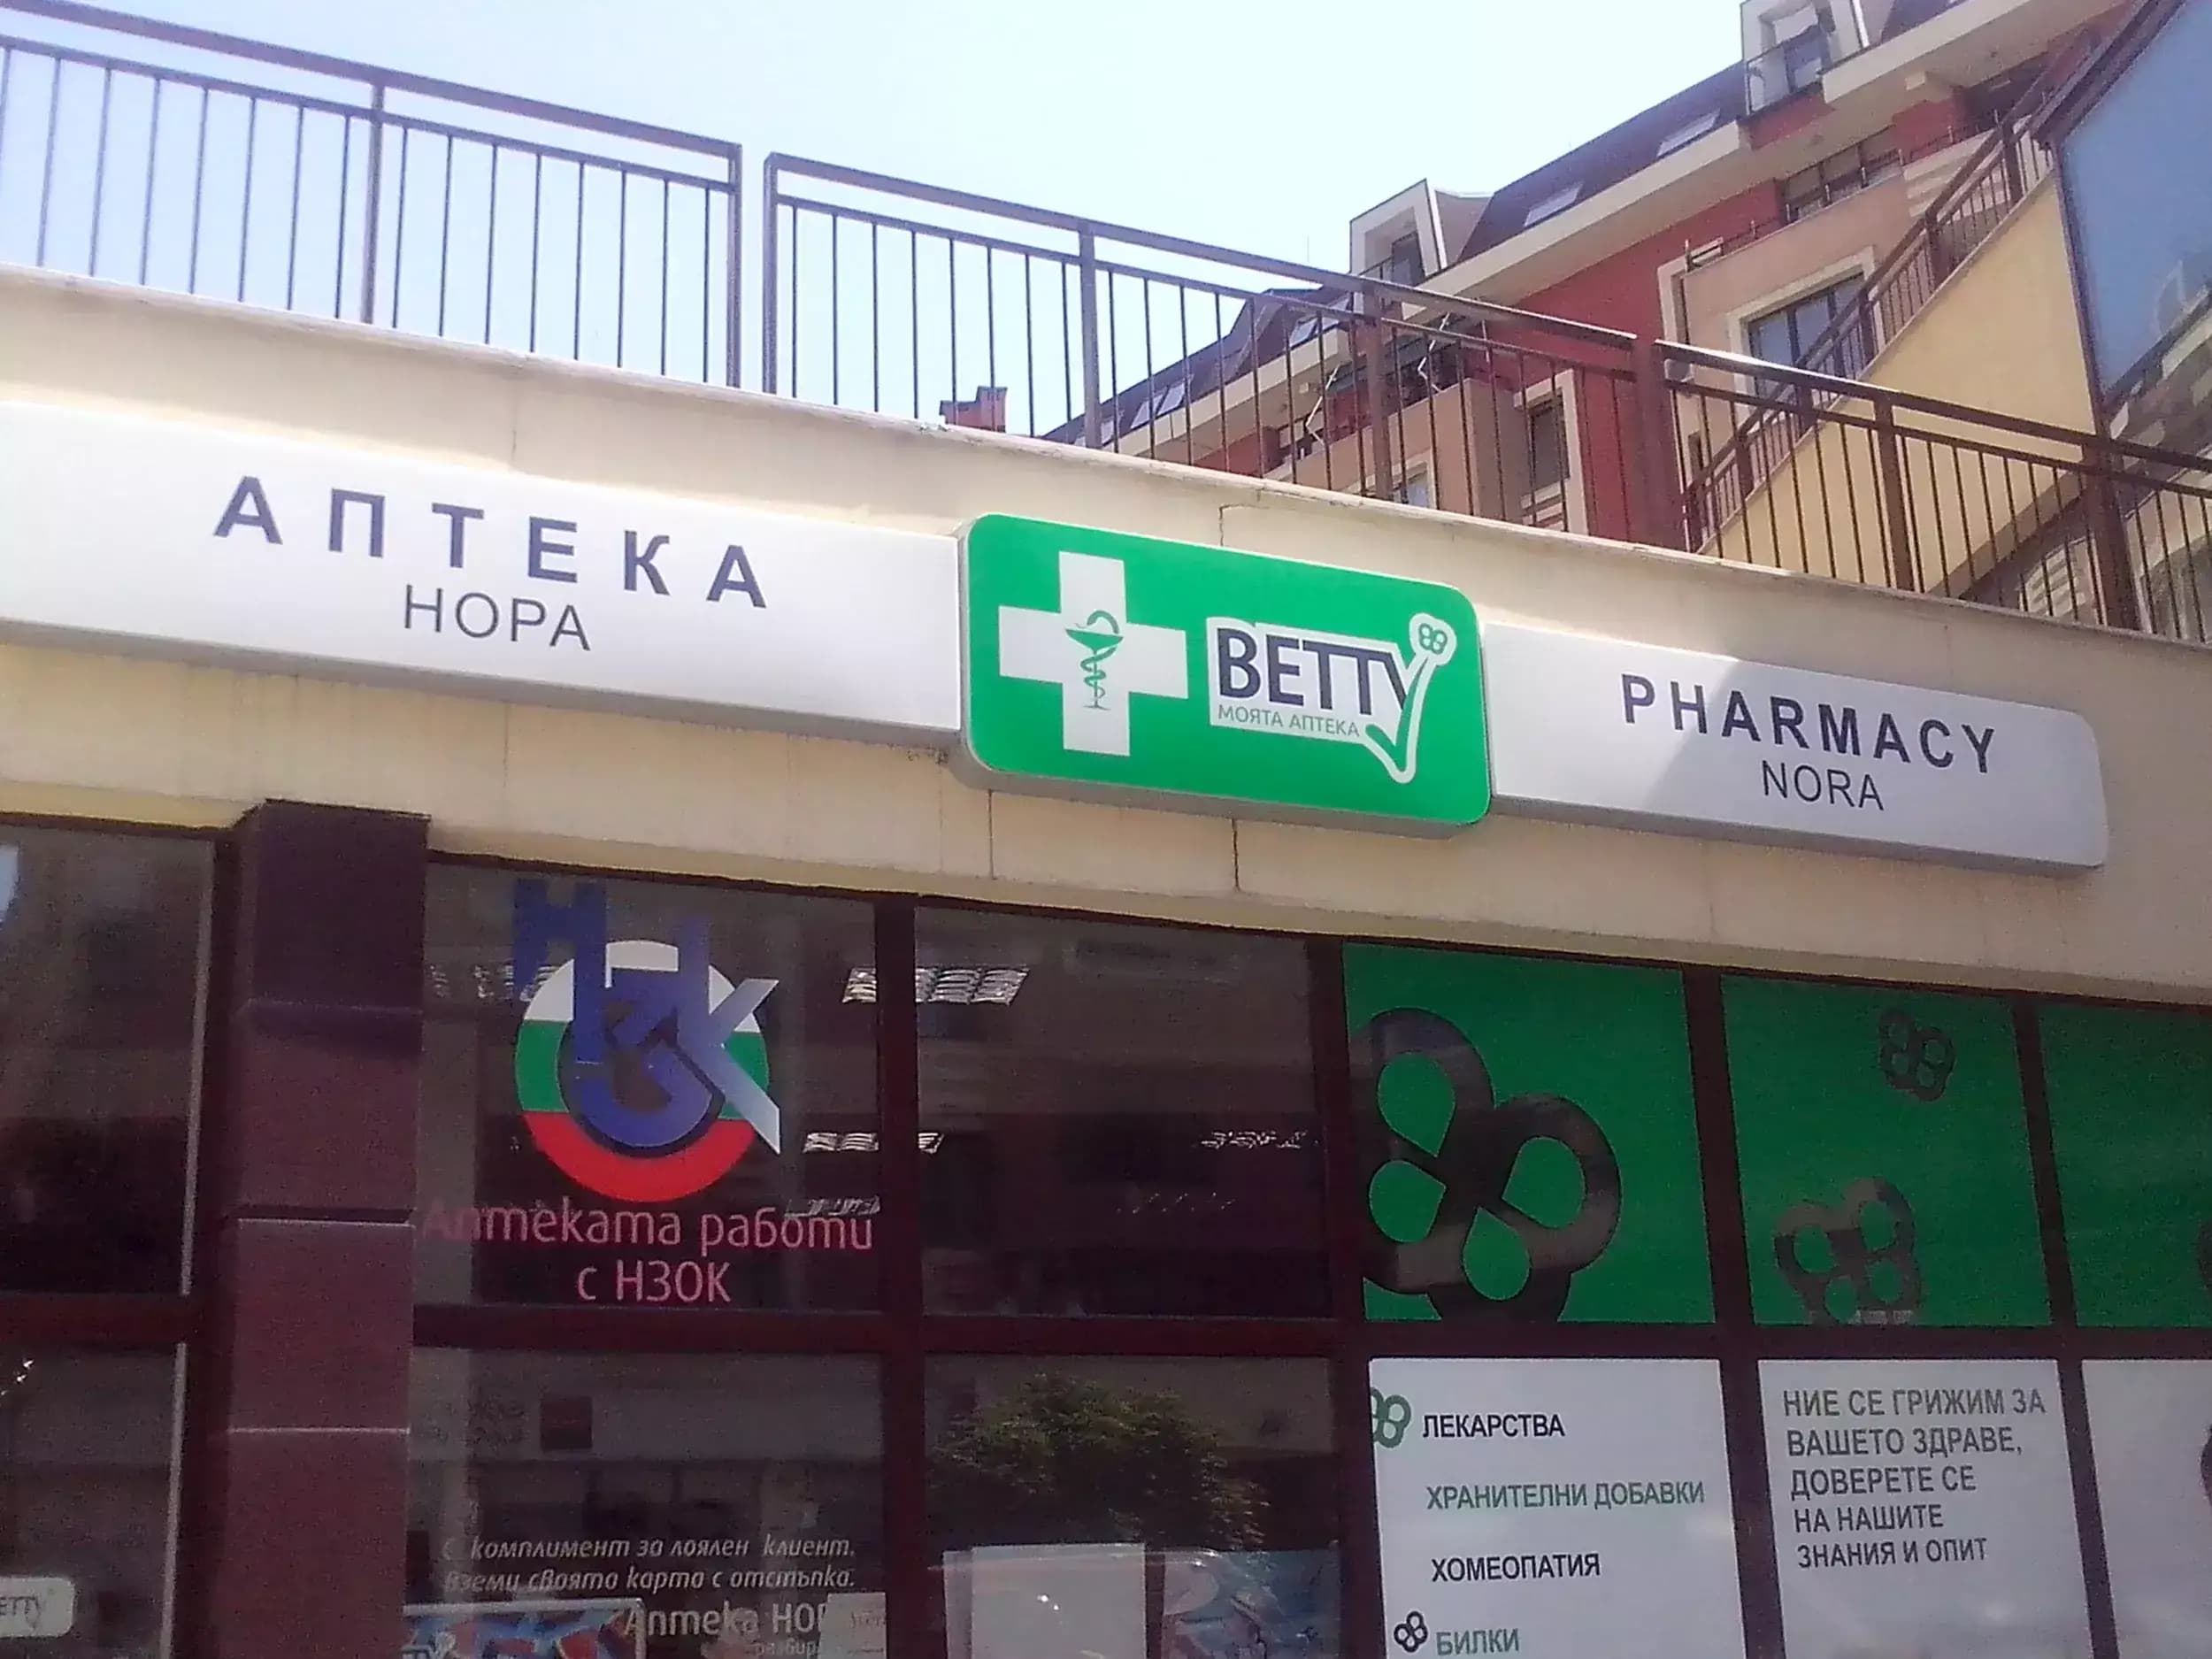 АПТЕКА
НОРА
BETTY
МОЯТА АПТЕКА
PHARMACY
NORA
НЗОК
Аптеката работи
с НЗОК
С комплимент за лоялен клиент.
Вземи своята карта с отстъпка.
Аптека
ЛЕКАРСТВА
ХРАНИТЕЛНИ ДОБАВКИ
ХОМЕОПАТИЯ
БИЛКИ
НИЕ СЕ ГРИЖИМ ЗА
ВАШЕТО ЗДРАВЕ,
ДОВЕРЕТЕ СЕ
НА НАШИТЕ
ЗНАНИЯ И ОПИТ